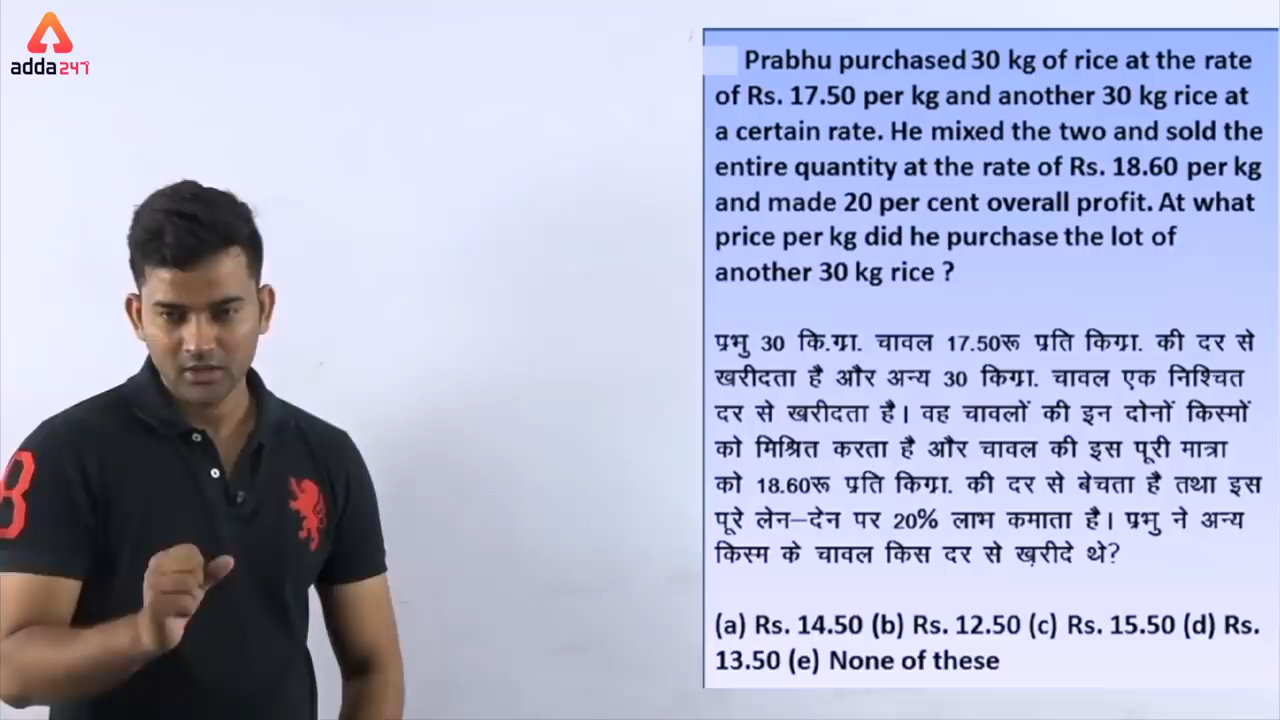 adda247
Prabhu purchased 30 kg of rice at the rate
of Rs. 17.50 per kg and another 30 kg rice at
a certain rate. He mixed the two and sold the
entire quantity at the rate of Rs. 18.60 per kg
and made 20 per cent overall profit. At what
price per kg did he purchase the lot of
another 30 kg rice ?
प्रभु 30 कि.ग्रा. चावल 17.50रू प्रति किग्रा. की दर से
खरीदता है और अन्य 30 किग्रा. चावल एक निश्चित
दर से खरीदता है। वह चावलों की इन दोनों किस्मों
को मिश्रित करता है और चावल की इस पूरी मात्रा
को 18.60रू प्रति किग्रा. की दर से बेचता है तथा इस
पूरे लेन–देन पर 20% लाभ कमाता है। प्रभु ने अन्य
किस्म के चावल किस दर से ख़रीदे थे?
(a) Rs. 14.50 (b) Rs. 12.50 (c) Rs. 15.50 (d) Rs.
13.50 (e) None of these
8